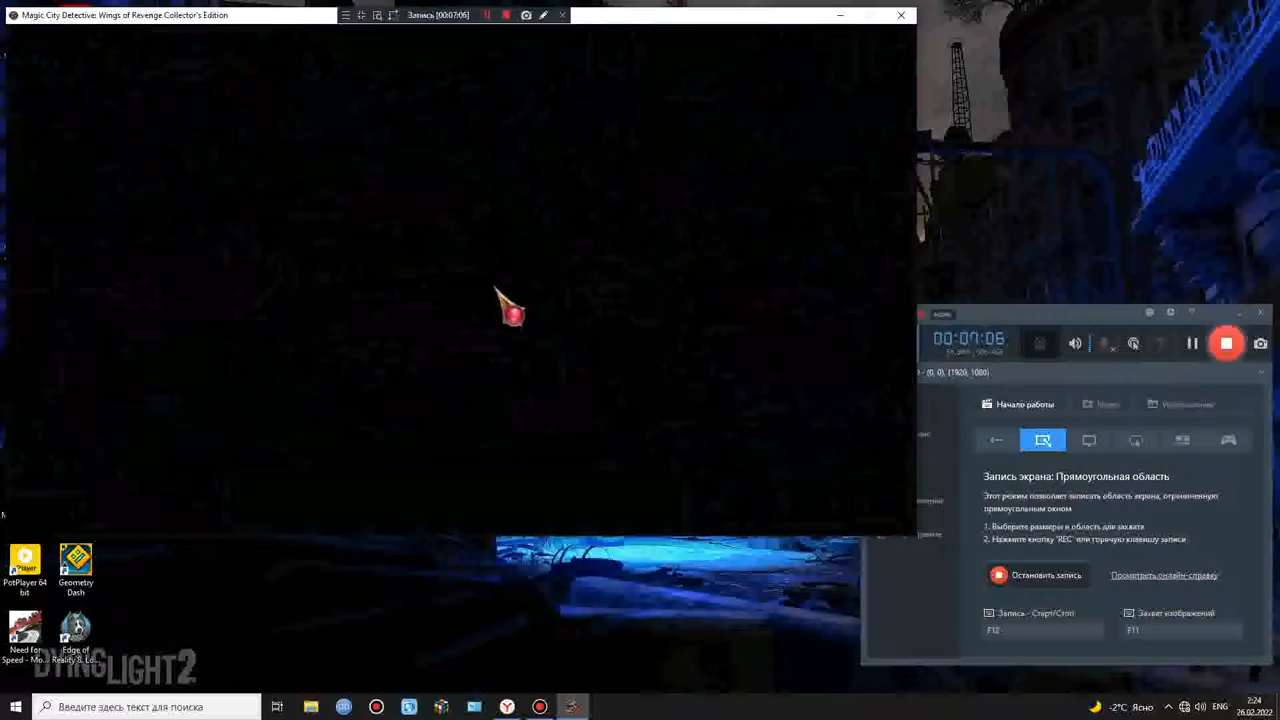 Magic City Detective: Wings of Revenge Collector's Edition
Запись [00:07:06]
00:07:06
(0, 0), (1920, 1080)
Начало работы
Запись экрана: Прямоугольная область
Этот режим позволяет записать область экрана, ограниченную
прямоугольным окном
1. Выберите размеры и область для захвата
2. Нажмите кнопку 'REC' или горячую клавишу записи
Остановить запись
Просмотреть онлайн-справку
Запись - Старт/Стоп
Захват изображений
F12
F11
PotPlayer 64
bit
Geometry
Dash
Need for
Speed - Mo...
Edge of
Reality 8. Lo...
DYING LIGHT 2
Введите здесь текст для поиска
-2°C Ясно
ENG
2:24
26.02.2022